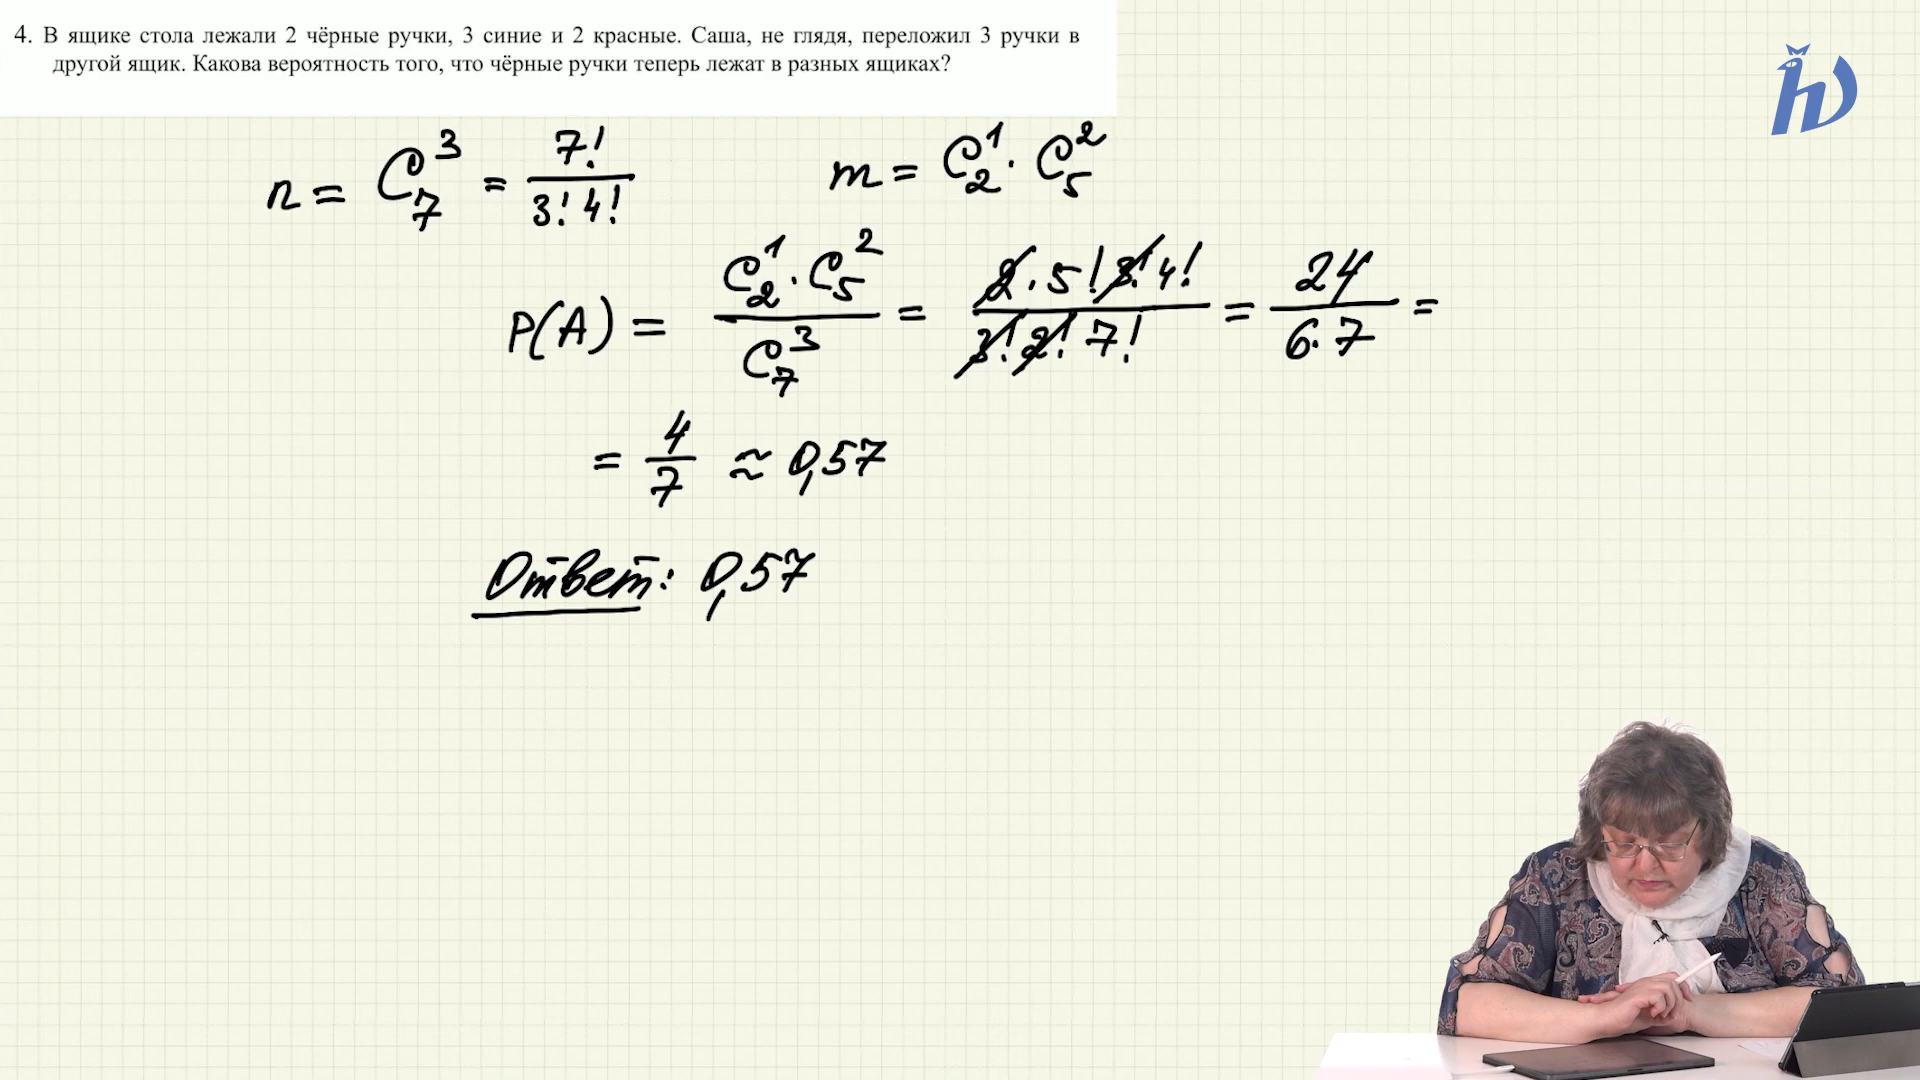 4. В ящике стола лежали 2 чёрные ручки, 3 синие и 2 красные. Саша, не глядя, переложил 3 ручки в
другой ящик. Какова вероятность того, что чёрные ручки теперь лежат в разных ящиках?
n = C₇³ = 7!/(3! 4!)
m = C₂¹ · C₅²
P(A) = (C₂¹ · C₅²)/C₇³ = (2 · 5! 3! 4!)/(3! 2! 7!) = 24/(6 · 7) =
= 4/7 ≈ 0,57
Ответ: 0,57